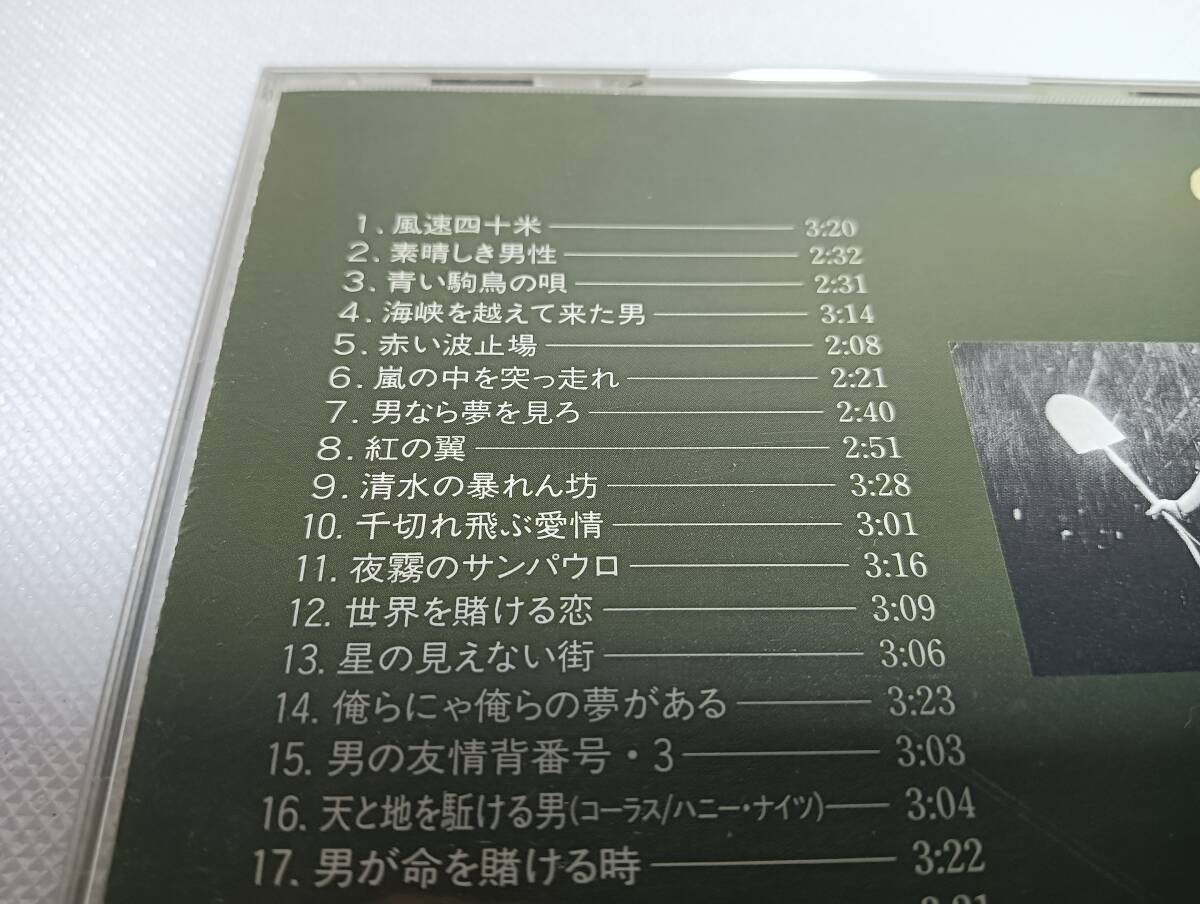 1. 風速四十米 3:20
2. 素晴しき男性 2:32
3. 青い駒鳥の唄 2:31
4. 海峡を越えて来た男 3:14
5. 赤い波止場 2:08
6. 嵐の中を突っ走れ 2:21
7. 男なら夢を見ろ 2:40
8. 紅の翼 2:51
9. 清水の暴れん坊 3:28
10. 千切れ飛ぶ愛情 3:01
11. 夜霧のサンパウロ 3:16
12. 世界を賭ける恋 3:09
13. 星の見えない街 3:06
14. 俺らにゃ俺らの夢がある 3:23
15. 男の友情背番号・3 3:03
16. 天と地を駈ける男(コーラス/ハニー・ナイツ) 3:04
17. 男が命を賭ける時 3:22